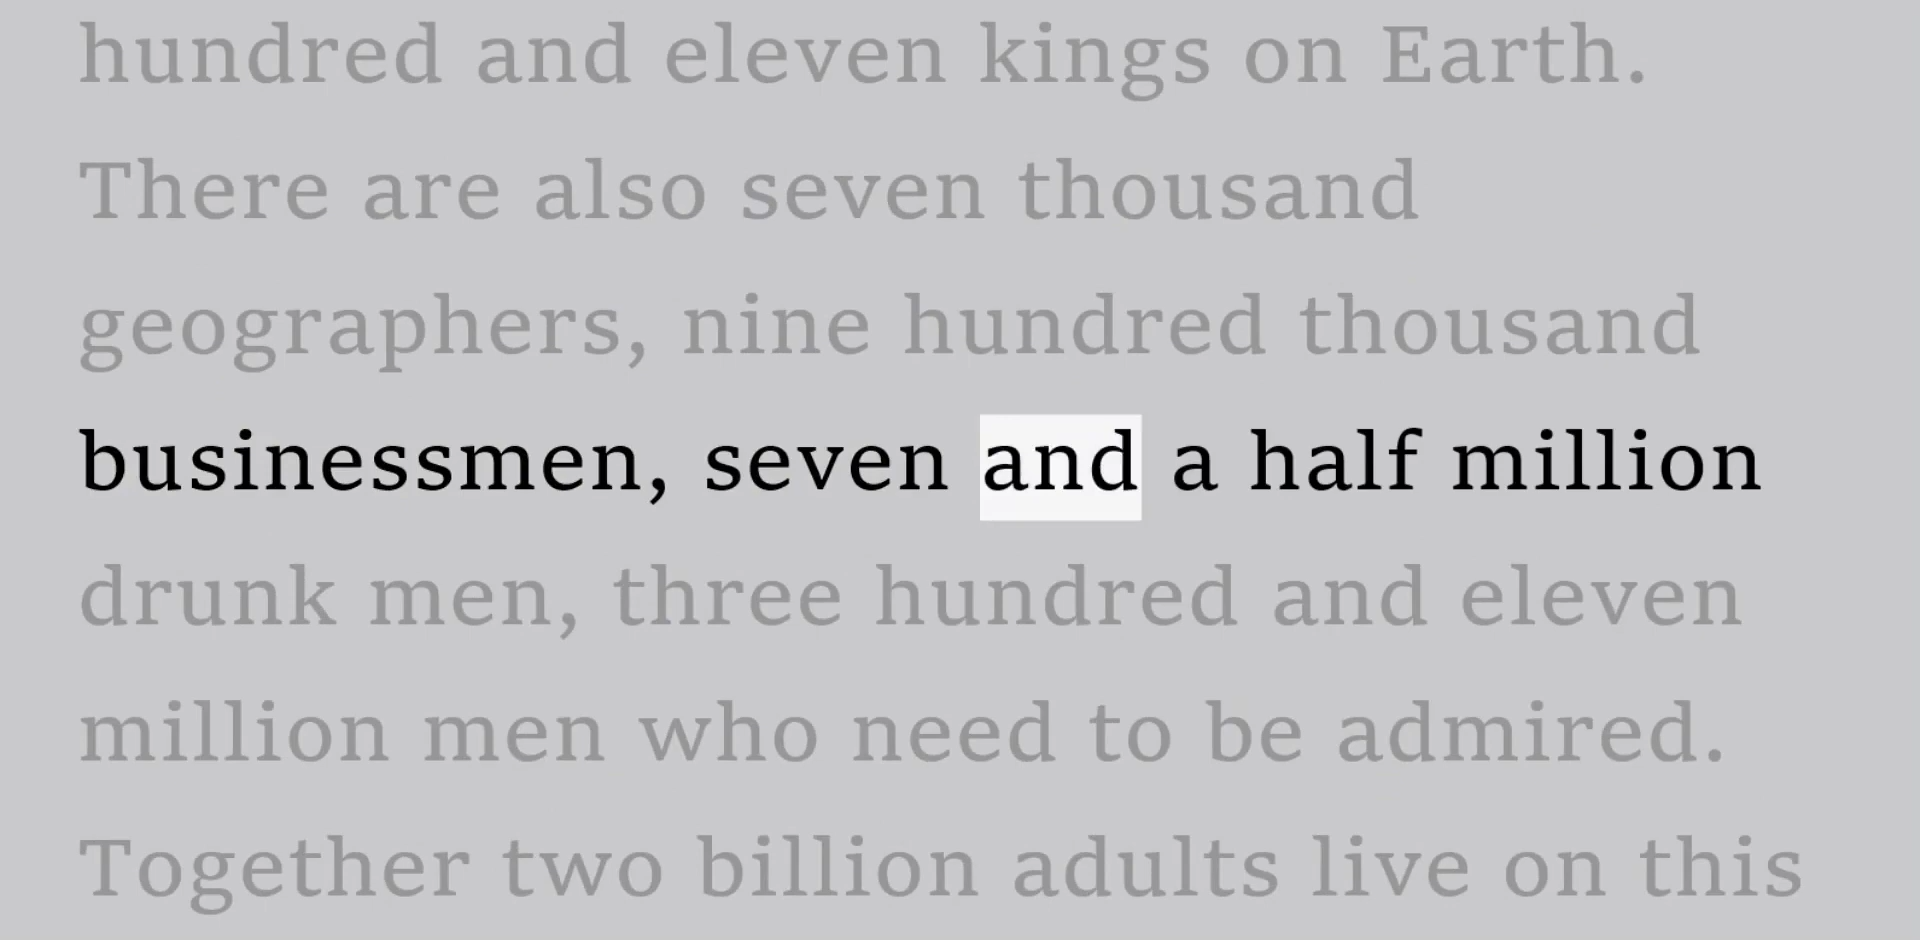 hundred and eleven kings on Earth.
There are also seven thousand
geographers, nine hundred thousand
businessmen, seven and a half million
drunk men, three hundred and eleven
million men who need to be admired.
Together two billion adults live on this